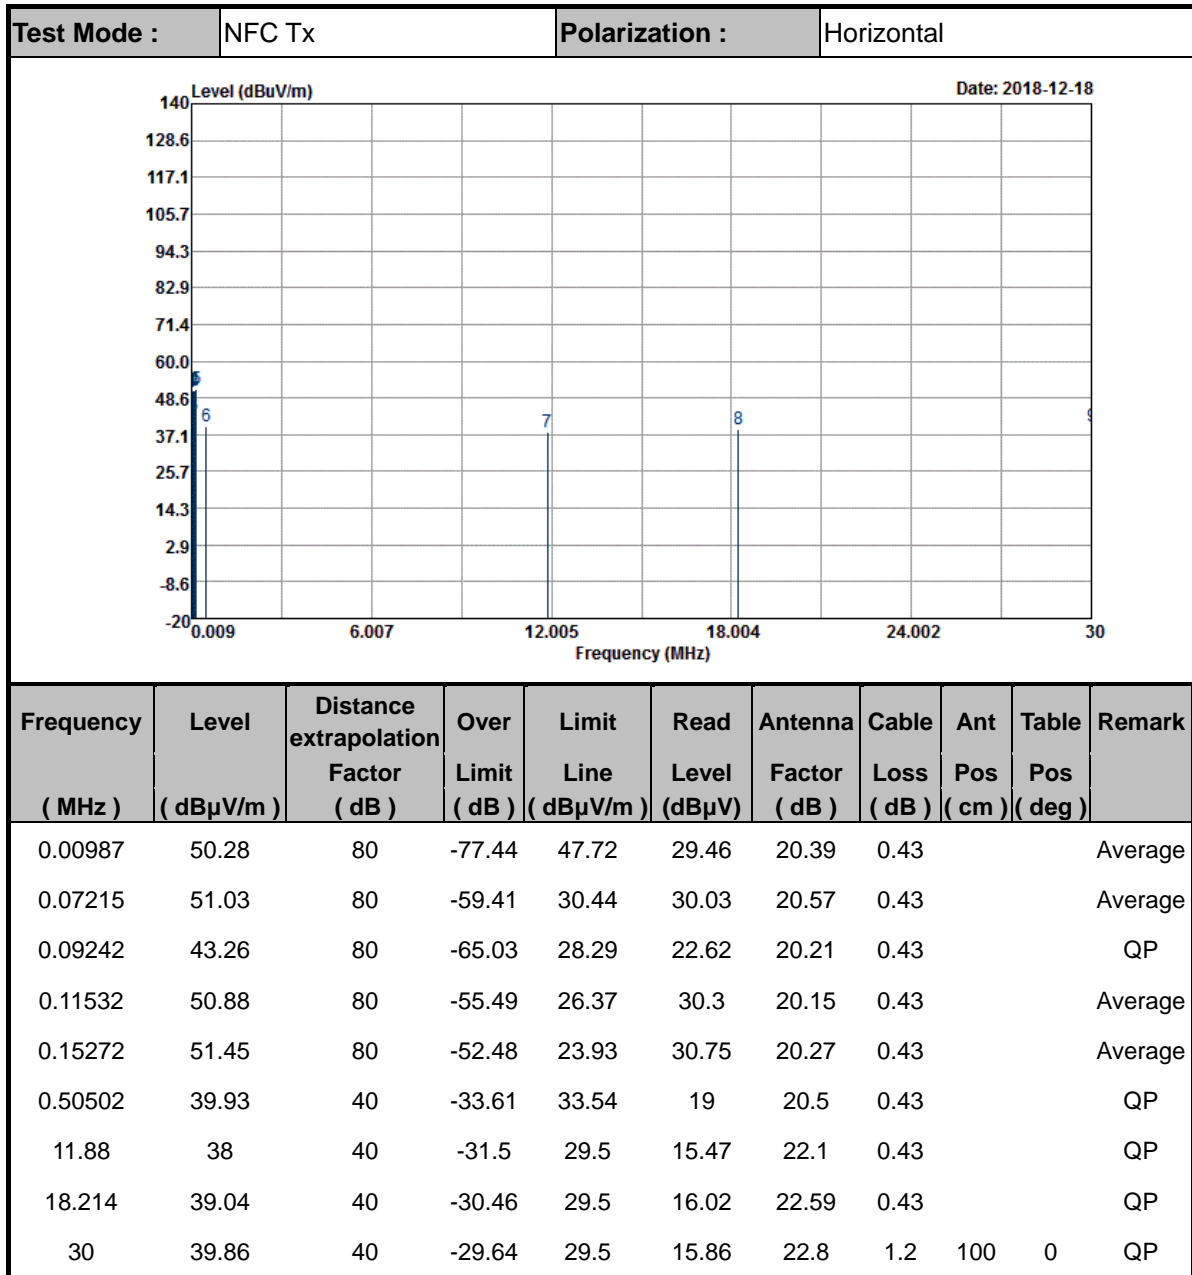 Test Mode : NFC Tx Polarization : Horizontal
Level (dBuV/m) Date: 2018-12-18
140
128.6
117.1
105.7
94.3
82.9
71.4
60.0
5
48.6
6 7 8 9
37.1
25.7
14.3
2.9
-8.6
-20
0.009 6.007 12.005 18.004 24.002 30
Frequency (MHz)
Frequency Level Distance extrapolation Over Limit Read Antenna Cable Ant Table Remark
Factor Limit Line Level Factor Loss Pos Pos
( MHz ) ( dBµV/m ) ( dB ) ( dB ) ( dBµV/m ) (dBµV) ( dB ) ( dB ) ( cm ) ( deg )
0.00987 50.28 80 -77.44 47.72 29.46 20.39 0.43 Average
0.07215 51.03 80 -59.41 30.44 30.03 20.57 0.43 Average
0.09242 43.26 80 -65.03 28.29 22.62 20.21 0.43 QP
0.11532 50.88 80 -55.49 26.37 30.3 20.15 0.43 Average
0.15272 51.45 80 -52.48 23.93 30.75 20.27 0.43 Average
0.50502 39.93 40 -33.61 33.54 19 20.5 0.43 QP
11.88 38 40 -31.5 29.5 15.47 22.1 0.43 QP
18.214 39.04 40 -30.46 29.5 16.02 22.59 0.43 QP
30 39.86 40 -29.64 29.5 15.86 22.8 1.2 100 0 QP